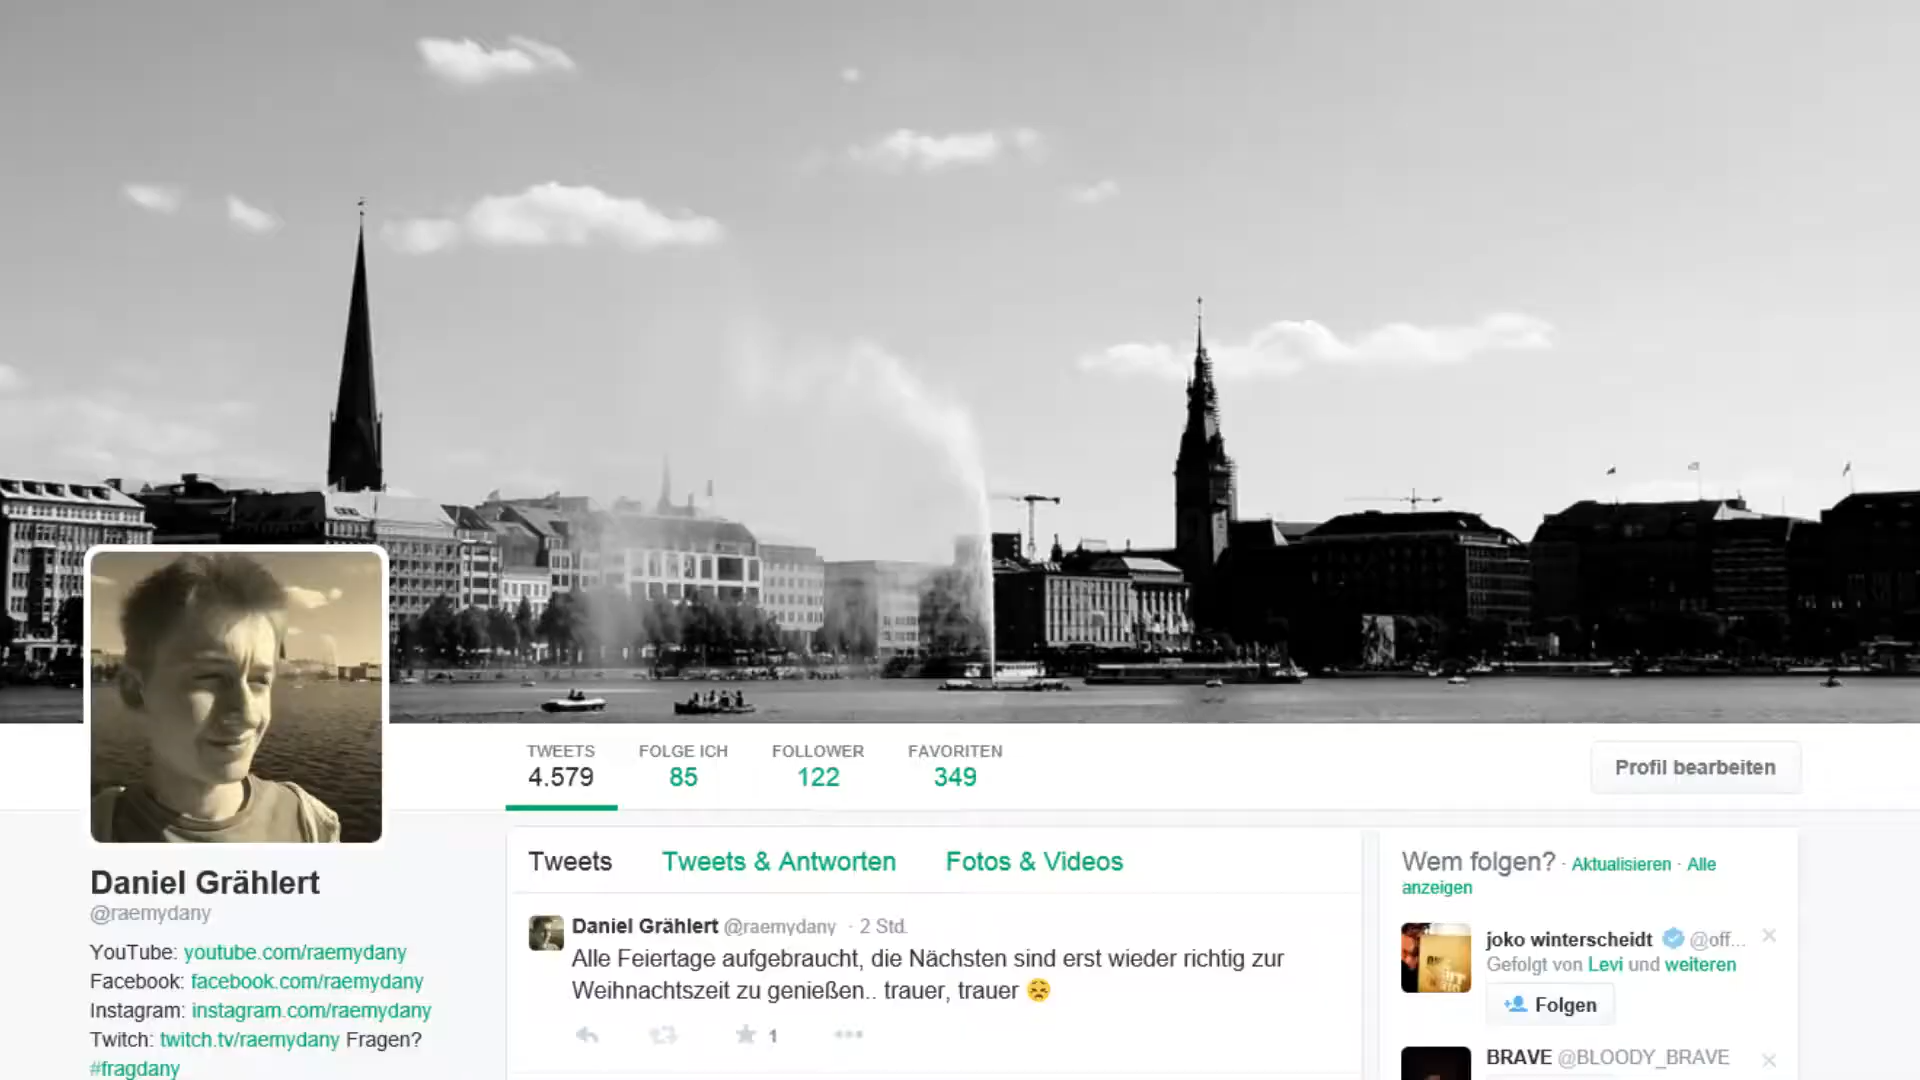 TWEETS FOLGE ICH FOLLOWER FAVORITEN
4.579 85 122 349
Profil bearbeiten
Daniel Grählert
@raemydany
YouTube: youtube.com/raemydany
Facebook: facebook.com/raemydany
Instagram: instagram.com/raemydany
Twitch: twitch.tv/raemydany Fragen?
#fragdany
Tweets Tweets & Antworten Fotos & Videos
Daniel Grählert @raemydany · 2 Std.
Alle Feiertage aufgebraucht, die Nächsten sind erst wieder richtig zur
Weihnachtszeit zu genießen.. trauer, trauer 😣
1
Wem folgen? · Aktualisieren · Alle
anzeigen
joko winterscheidt @off...
Gefolgt von Levi und weiteren
Folgen
BRAVE @BLOODY_BRAVE